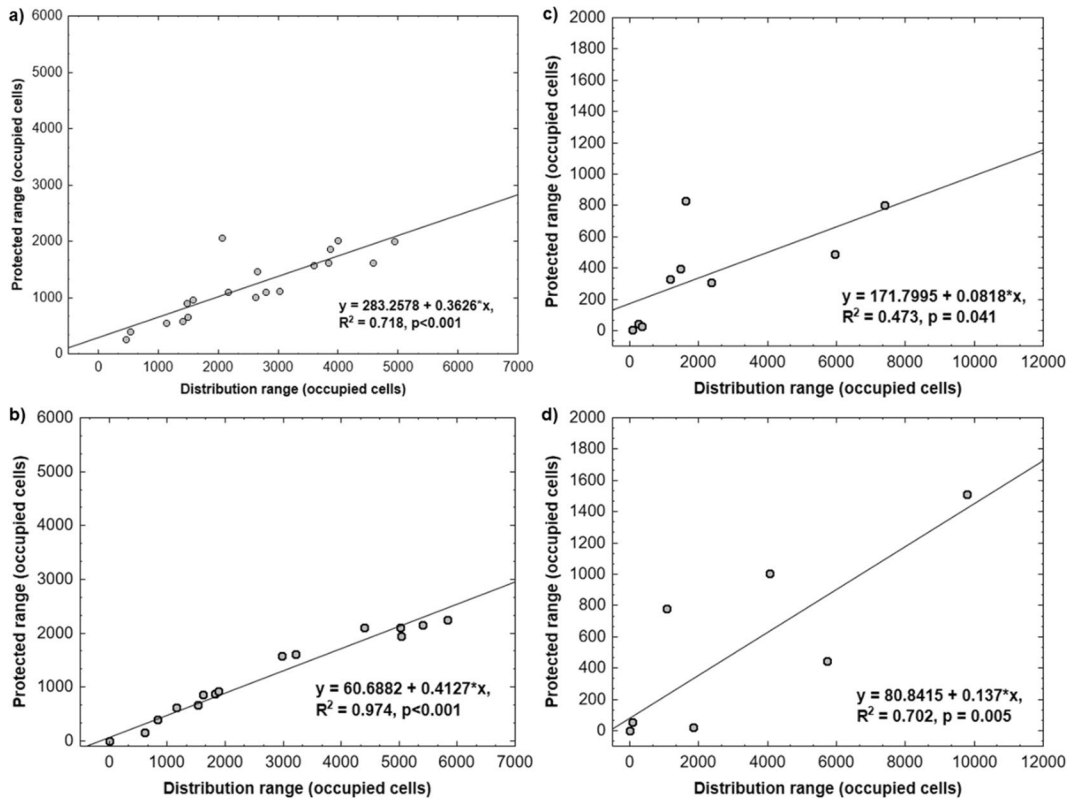 a)
6000
5000
4000
3000
2000
1000
0
Protected range (occupied cells)
y = 283.2578 + 0.3626*x,
R² = 0.718, p<0.001
0 1000 2000 3000 4000 5000 6000 7000
Distribution range (occupied cells)
b)
6000
5000
4000
3000
2000
1000
0
Protected range (occupied cells)
y = 60.6882 + 0.4127*x,
R² = 0.974, p<0.001
0 1000 2000 3000 4000 5000 6000 7000
Distribution range (occupied cells)
c)
2000
1800
1600
1400
1200
1000
800
600
400
200
0
Protected range (occupied cells)
y = 171.7995 + 0.0818*x,
R² = 0.473, p = 0.041
0 2000 4000 6000 8000 10000 12000
Distribution range (occupied cells)
d)
2000
1800
1600
1400
1200
1000
800
600
400
200
0
Protected range (occupied cells)
y = 80.8415 + 0.137*x,
R² = 0.702, p = 0.005
0 2000 4000 6000 8000 10000 12000
Distribution range (occupied cells)